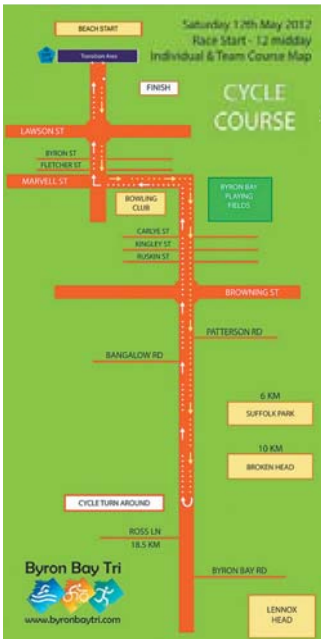 BEACH START
Saturday 12th May 2012
Race Start - 12 midday
Individual & Team Course Map
Transition Area
FINISH
CYCLE
COURSE
LAWSON ST
BYRON ST
FLETCHER ST
MARVELL ST
BOWLING
CLUB
BYRON BAY
PLAYING
FIELDS
CARLYE ST
KINGLEY ST
RUSKIN ST
BROWNING ST
PATTERSON RD
BANGALOW RD
6 KM
SUFFOLK PARK
10 KM
BROKEN HEAD
CYCLE TURN AROUND
ROSS LN
18.5 KM
Byron Bay Tri
BYRON BAY RD
www.byronbaytri.com
LENNOX
HEAD